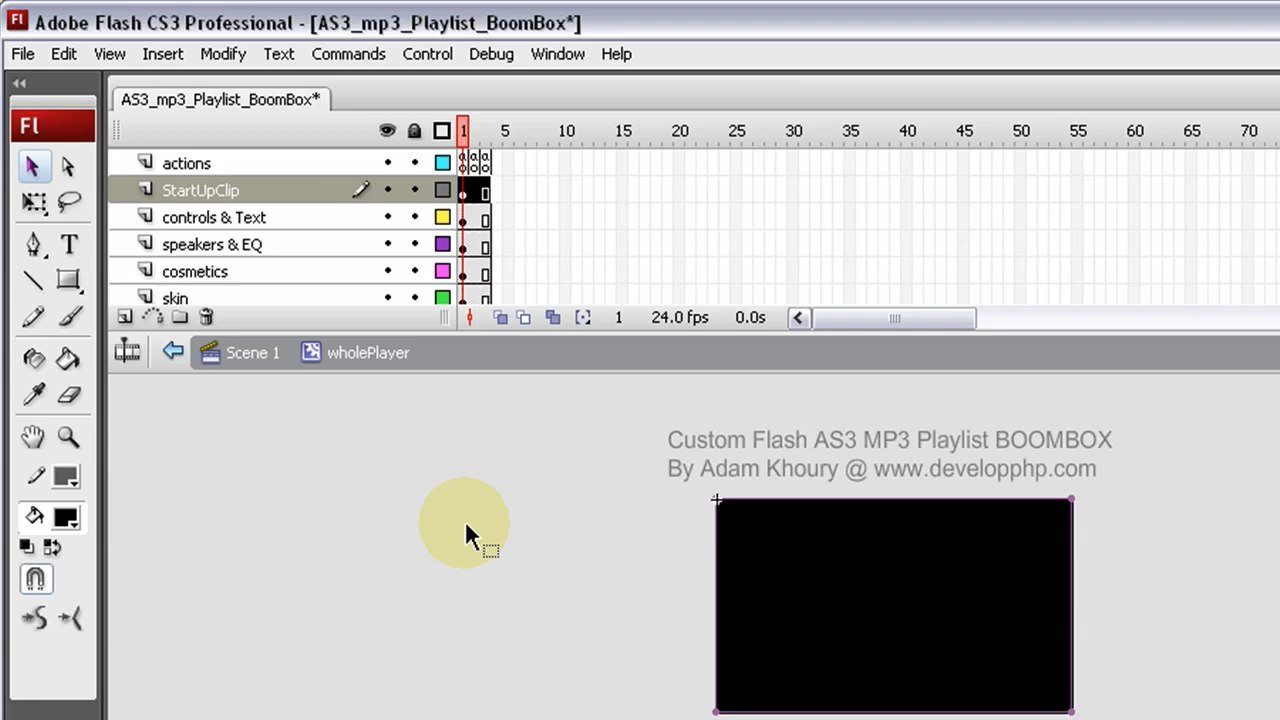 Adobe Flash CS3 Professional - [AS3_mp3_Playlist_BoomBox*]
File Edit View Insert Modify Text Commands Control Debug Window Help
AS3_mp3_Playlist_BoomBox*
Fl
1 5 10 15 20 25 30 35 40 45 50 55 60 65 70
actions
StartUpClip
controls & Text
speakers & EQ
cosmetics
skin
1 24.0 fps 0.0s
Scene 1 wholePlayer
Custom Flash AS3 MP3 Playlist BOOMBOX
By Adam Khoury @ www.developphp.com